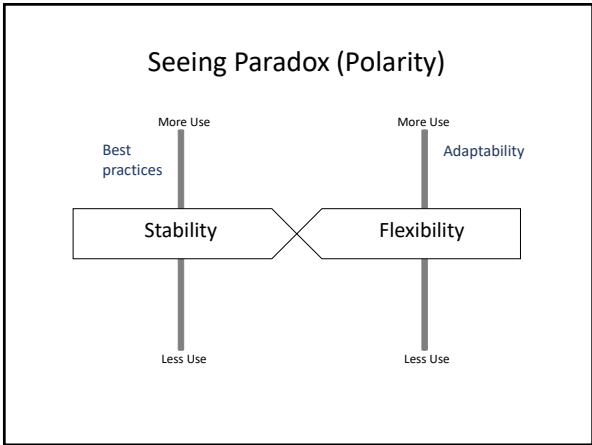 Seeing Paradox (Polarity)
More Use
More Use
Best
practices
Adaptability
Stability
Flexibility
Less Use
Less Use